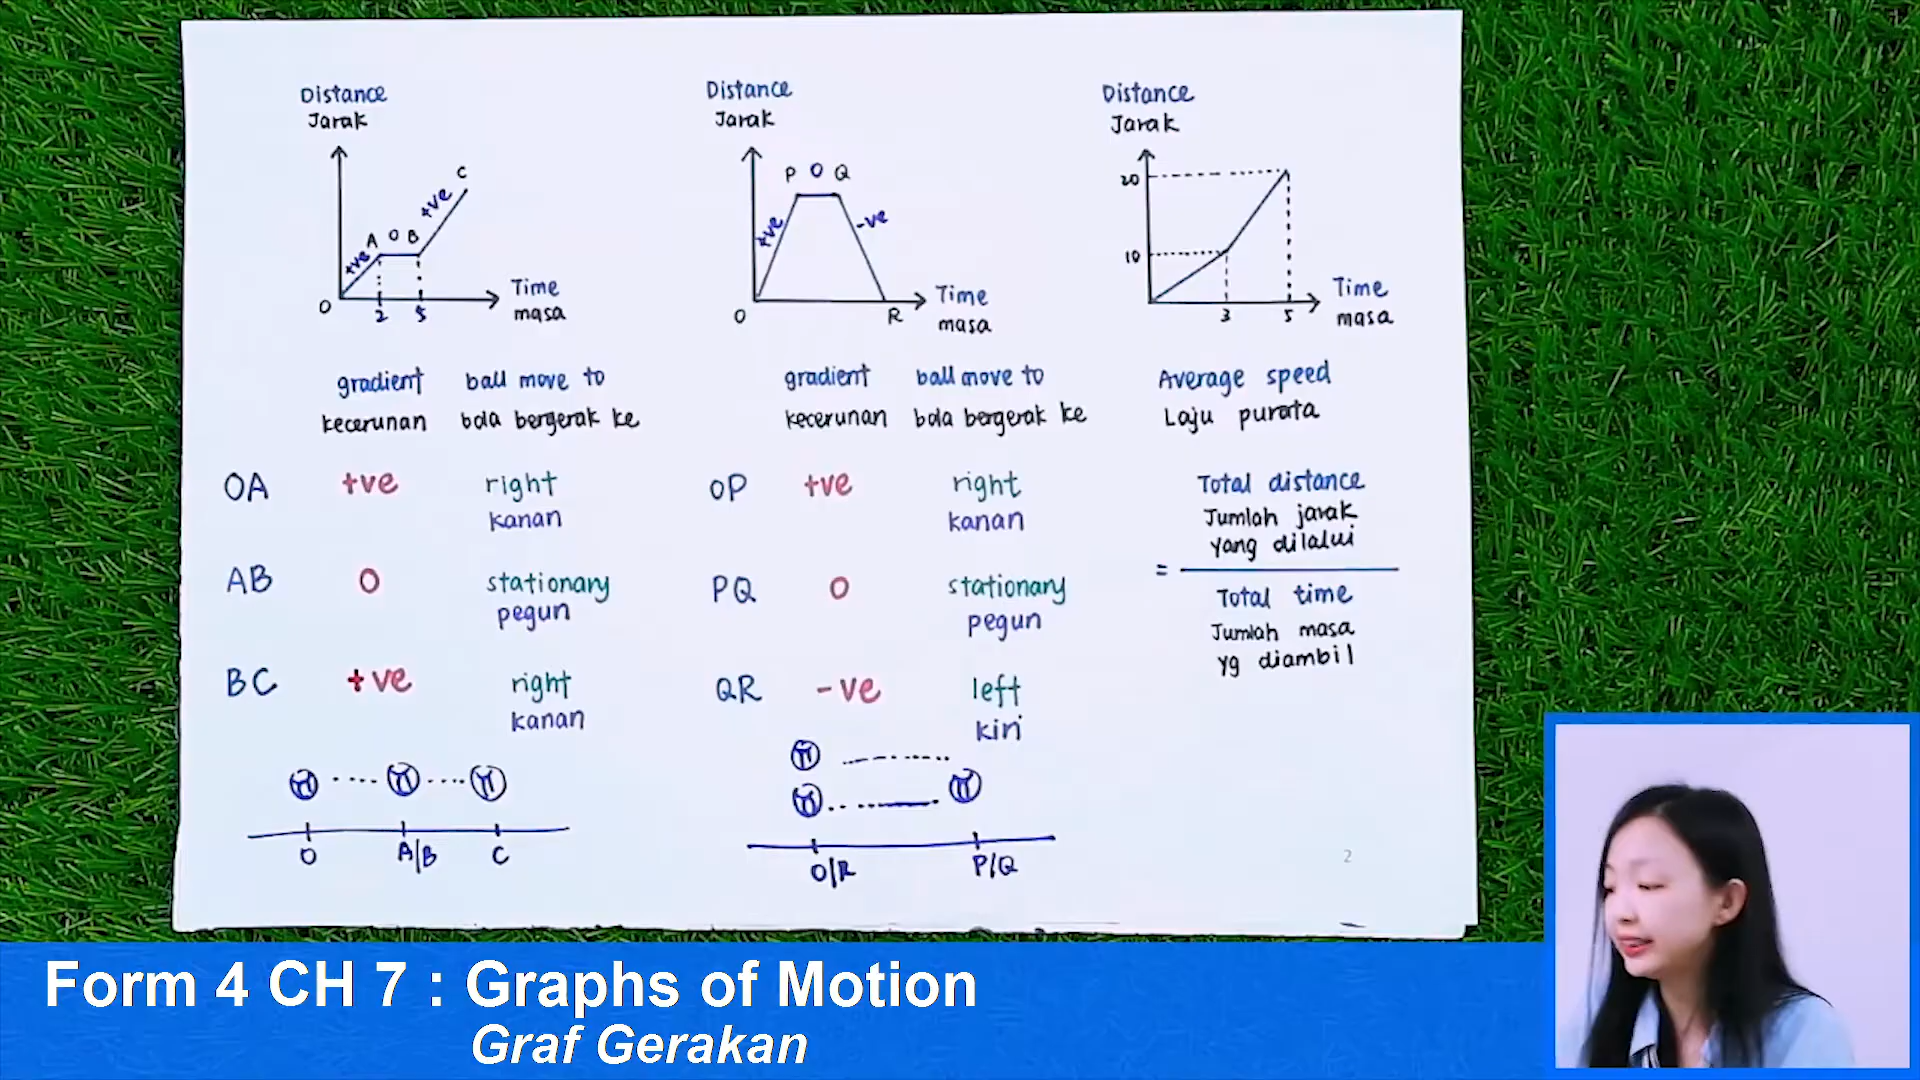 Distance
Jarak
C
+ve
A O B
+ve
O
2 5
Time
masa
gradient ball move to
kecerunan bola bergerak ke
OA +ve right
kanan
AB 0 stationary
pegun
BC +ve right
kanan
O A/B C
Distance
Jarak
P O Q
+ve -ve
O R
Time
masa
gradient ball move to
kecerunan bola bergerak ke
OP +ve right
kanan
PQ 0 stationary
pegun
QR -ve left
kiri
O/R P/Q
Distance
Jarak
20
10
3 5
Time
masa
Average speed
Laju purata
Total distance
Jumlah jarak
yang dilalui
=
Total time
Jumlah masa
yg diambil
2
Form 4 CH 7 : Graphs of Motion
Graf Gerakan